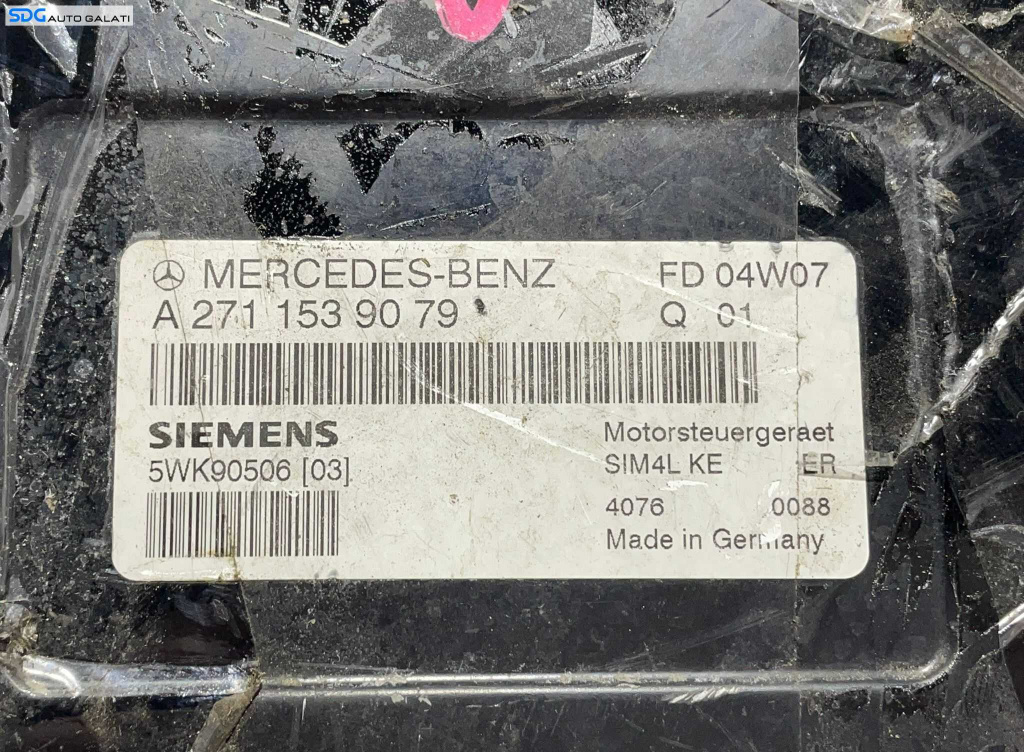 SDG AUTO GALATI
MERCEDES-BENZ FD 04W07
A 271 153 90 79 Q 01
SIEMENS Motorsteuergeraet
5WK90506 [03] SIM4L KE ER
4076 0088
Made in Germany